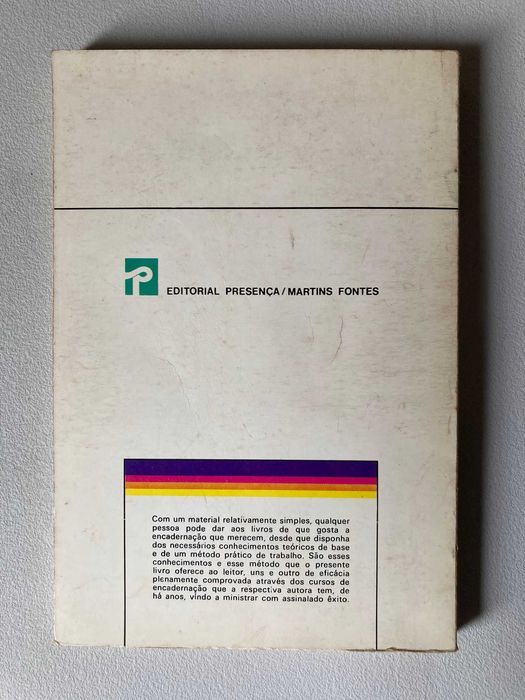 EDITORIAL PRESENÇA / MARTINS FONTES
Com um material relativamente simples, qualquer
pessoa pode dar aos livros de que gosta a
encadernação que merecem, desde que disponha
dos necessários conhecimentos teóricos de base
e de um método prático de trabalho. São esses
conhecimentos e esse método que o presente
livro oferece ao leitor, uns e outro de eficácia
plenamente comprovada através dos cursos de
encadernação que a respectiva autora tem, de
há anos, vindo a ministrar com assinalado êxito.